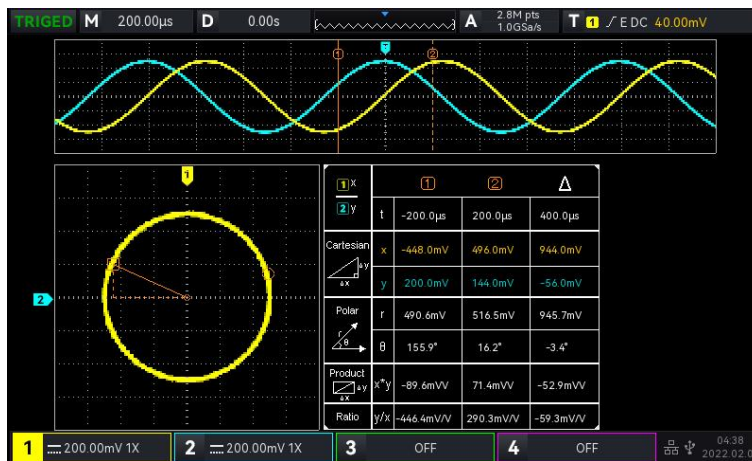 TRIGED M 200.00μs D 0.00s A 2.8M pts 1.0GSa/s T 1 E DC 40.00mV
1 2
1
2
1 X 1 2 Δ
2 y
t -200.0μs 200.0μs 400.0μs
Cartesian x -448.0mV 496.0mV 944.0mV
Δy
Δx
y 200.0mV 144.0mV -56.0mV
Polar r 490.6mV 516.5mV 945.7mV
r
θ
θ 155.9° 16.2° -3.4°
Product x*y -89.6mVV 71.4mVV -52.9mVV
Δy
Δx
Ratio y/x -446.4mV/V 290.3mV/V -59.3mV/V
1 200.00mV 1X 2 200.00mV 1X 3 OFF 4 OFF 04:38
2022.02.0